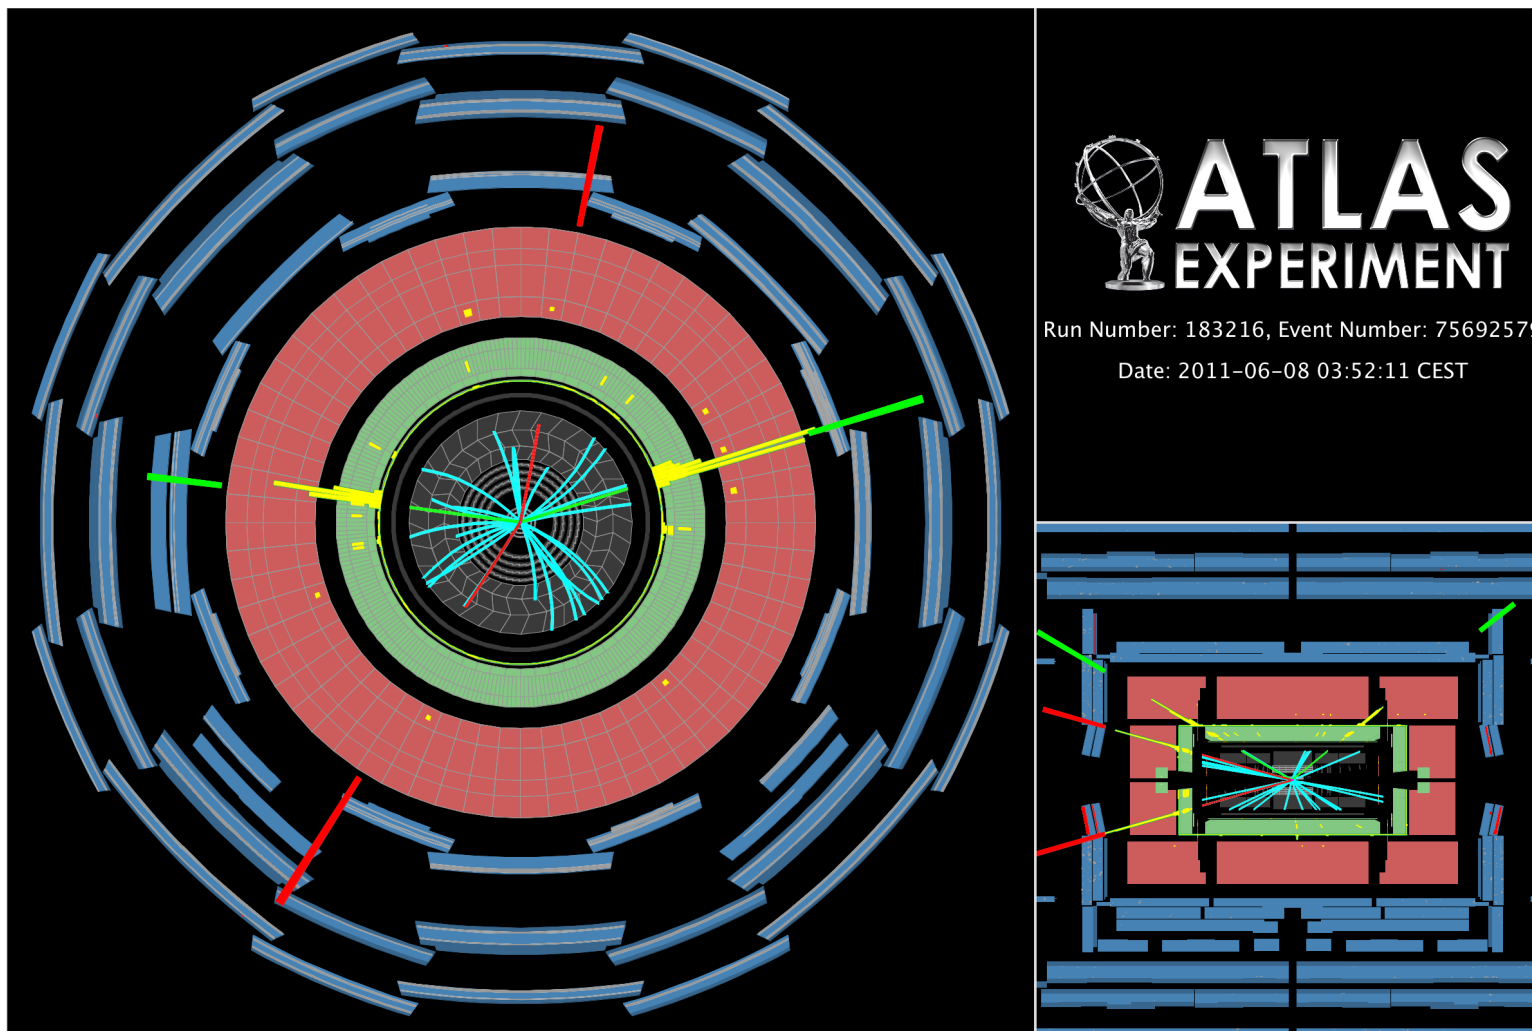 ATLAS
EXPERIMENT
Run Number: 183216, Event Number: 7569257
Date: 2011-06-08 03:52:11 CEST